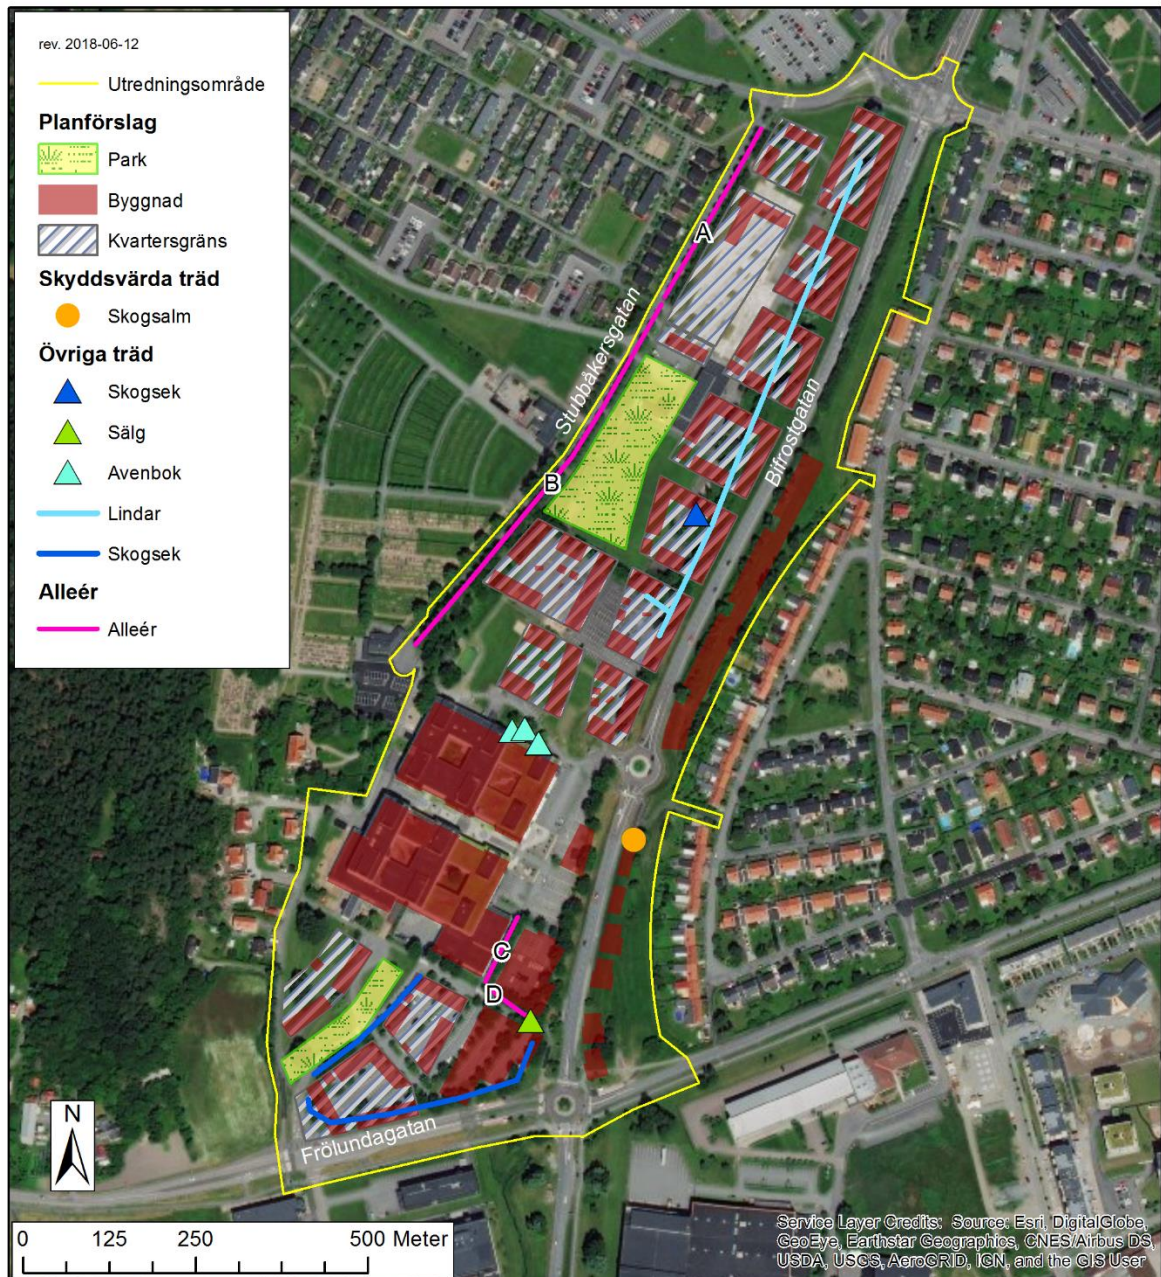 rev. 2018-06-12
Utredningsområde
Planförslag
Park
Byggnad
Kvartersgräns
Skyddsvärda träd
Skogsalm
Övriga träd
Skogsek
Sälg
Avenbok
Lindar
Skogsek
Alleér
Alleér
A
Stubbåkersgatan
Bifrostgatan
B
C
D
Frölundagatan
N
0 125 250 500 Meter
Service Layer Credits: Source: Esri, DigitalGlobe,
GeoEye, Earthstar Geographics, CNES/Airbus DS,
USDA, USGS, AeroGRID, IGN, and the GIS User